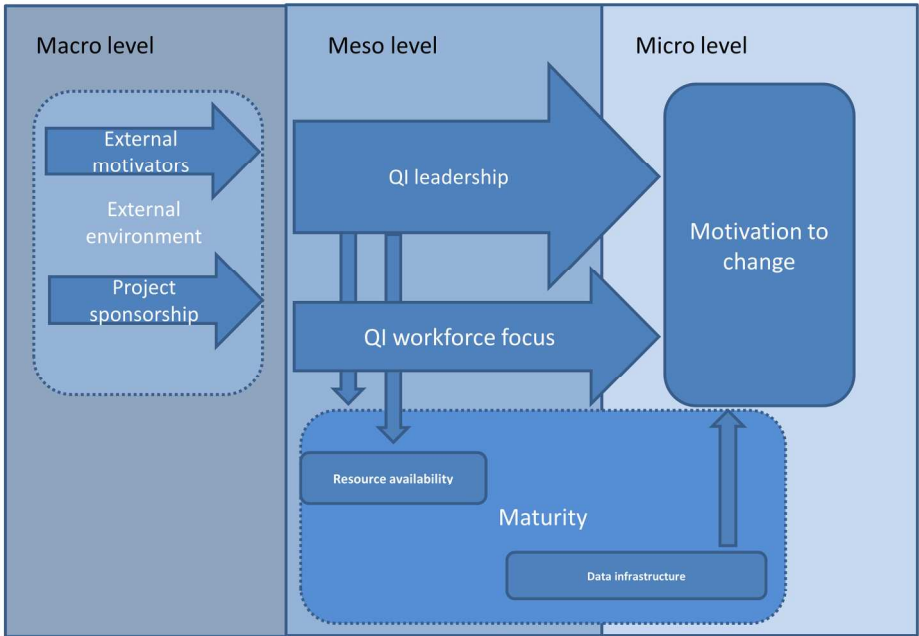 Macro level
Meso level
Micro level
External
motivators
External
environment
Project
sponsorship
QI leadership
QI workforce focus
Motivation to
change
Resource availability
Maturity
Data infrastructure